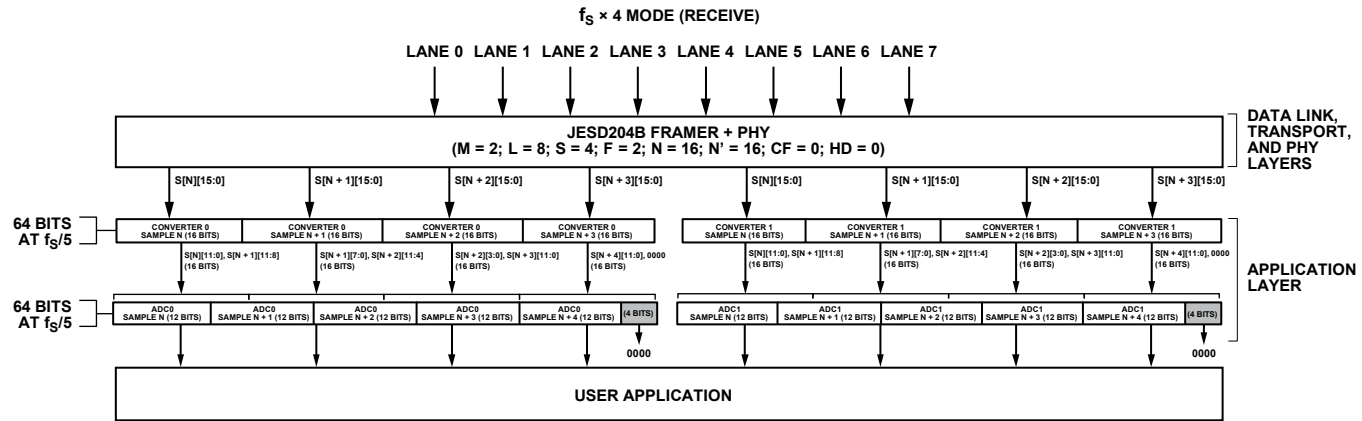 fS × 4 MODE (RECEIVE)
LANE 0 LANE 1 LANE 2 LANE 3 LANE 4 LANE 5 LANE 6 LANE 7
JESD204B FRAMER + PHY
(M = 2; L = 8; S = 4; F = 2; N = 16; N' = 16; CF = 0; HD = 0)
DATA LINK,
TRANSPORT,
AND PHY
LAYERS
S[N][15:0] S[N + 1][15:0] S[N + 2][15:0] S[N + 3][15:0] S[N][15:0] S[N + 1][15:0] S[N + 2][15:0] S[N + 3][15:0]
64 BITS
AT fS/5
CONVERTER 0 CONVERTER 0 CONVERTER 0 CONVERTER 0 CONVERTER 1 CONVERTER 1 CONVERTER 1 CONVERTER 1
SAMPLE N (16 BITS) SAMPLE N + 1 (16 BITS) SAMPLE N + 2 (16 BITS) SAMPLE N + 3 (16 BITS) SAMPLE N (16 BITS) SAMPLE N + 1 (16 BITS) SAMPLE N + 2 (16 BITS) SAMPLE N + 3 (16 BITS)
S[N][11:0], S[N + 1][11:8] S[N + 1][7:0], S[N + 2][11:4] S[N + 2][3:0], S[N + 3][11:0] S[N + 4][11:0], 0000 S[N][11:0], S[N + 1][11:8] S[N + 1][7:0], S[N + 2][11:4] S[N + 2][3:0], S[N + 3][11:0] S[N + 4][11:0], 0000
(16 BITS) (16 BITS) (16 BITS) (16 BITS) (16 BITS) (16 BITS) (16 BITS) (16 BITS)
APPLICATION
LAYER
64 BITS
AT fS/5
ADC0 ADC0 ADC0 ADC0 ADC0 ADC1 ADC1 ADC1 ADC1 ADC1
SAMPLE N (12 BITS) SAMPLE N + 1 (12 BITS) SAMPLE N + 2 (12 BITS) SAMPLE N + 3 (12 BITS) SAMPLE N + 4 (12 BITS) (4 BITS) SAMPLE N (12 BITS) SAMPLE N + 1 (12 BITS) SAMPLE N + 2 (12 BITS) SAMPLE N + 3 (12 BITS) SAMPLE N + 4 (12 BITS) (4 BITS)
0000 0000
USER APPLICATION